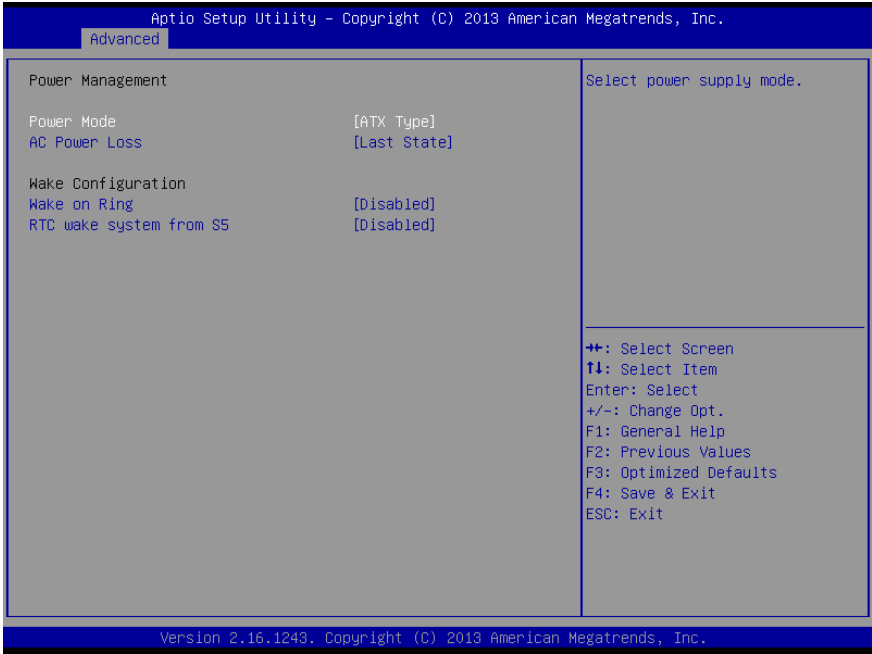 Aptio Setup Utility – Copyright (C) 2013 American Megatrends, Inc.
Advanced
Power Management
Power Mode [ATX Type]
AC Power Loss [Last State]
Wake Configuration
Wake on Ring [Disabled]
RTC wake system from S5 [Disabled]
Select power supply mode.
→←: Select Screen
↑↓: Select Item
Enter: Select
+/-: Change Opt.
F1: General Help
F2: Previous Values
F3: Optimized Defaults
F4: Save & Exit
ESC: Exit
Version 2.16.1243. Copyright (C) 2013 American Megatrends, Inc.